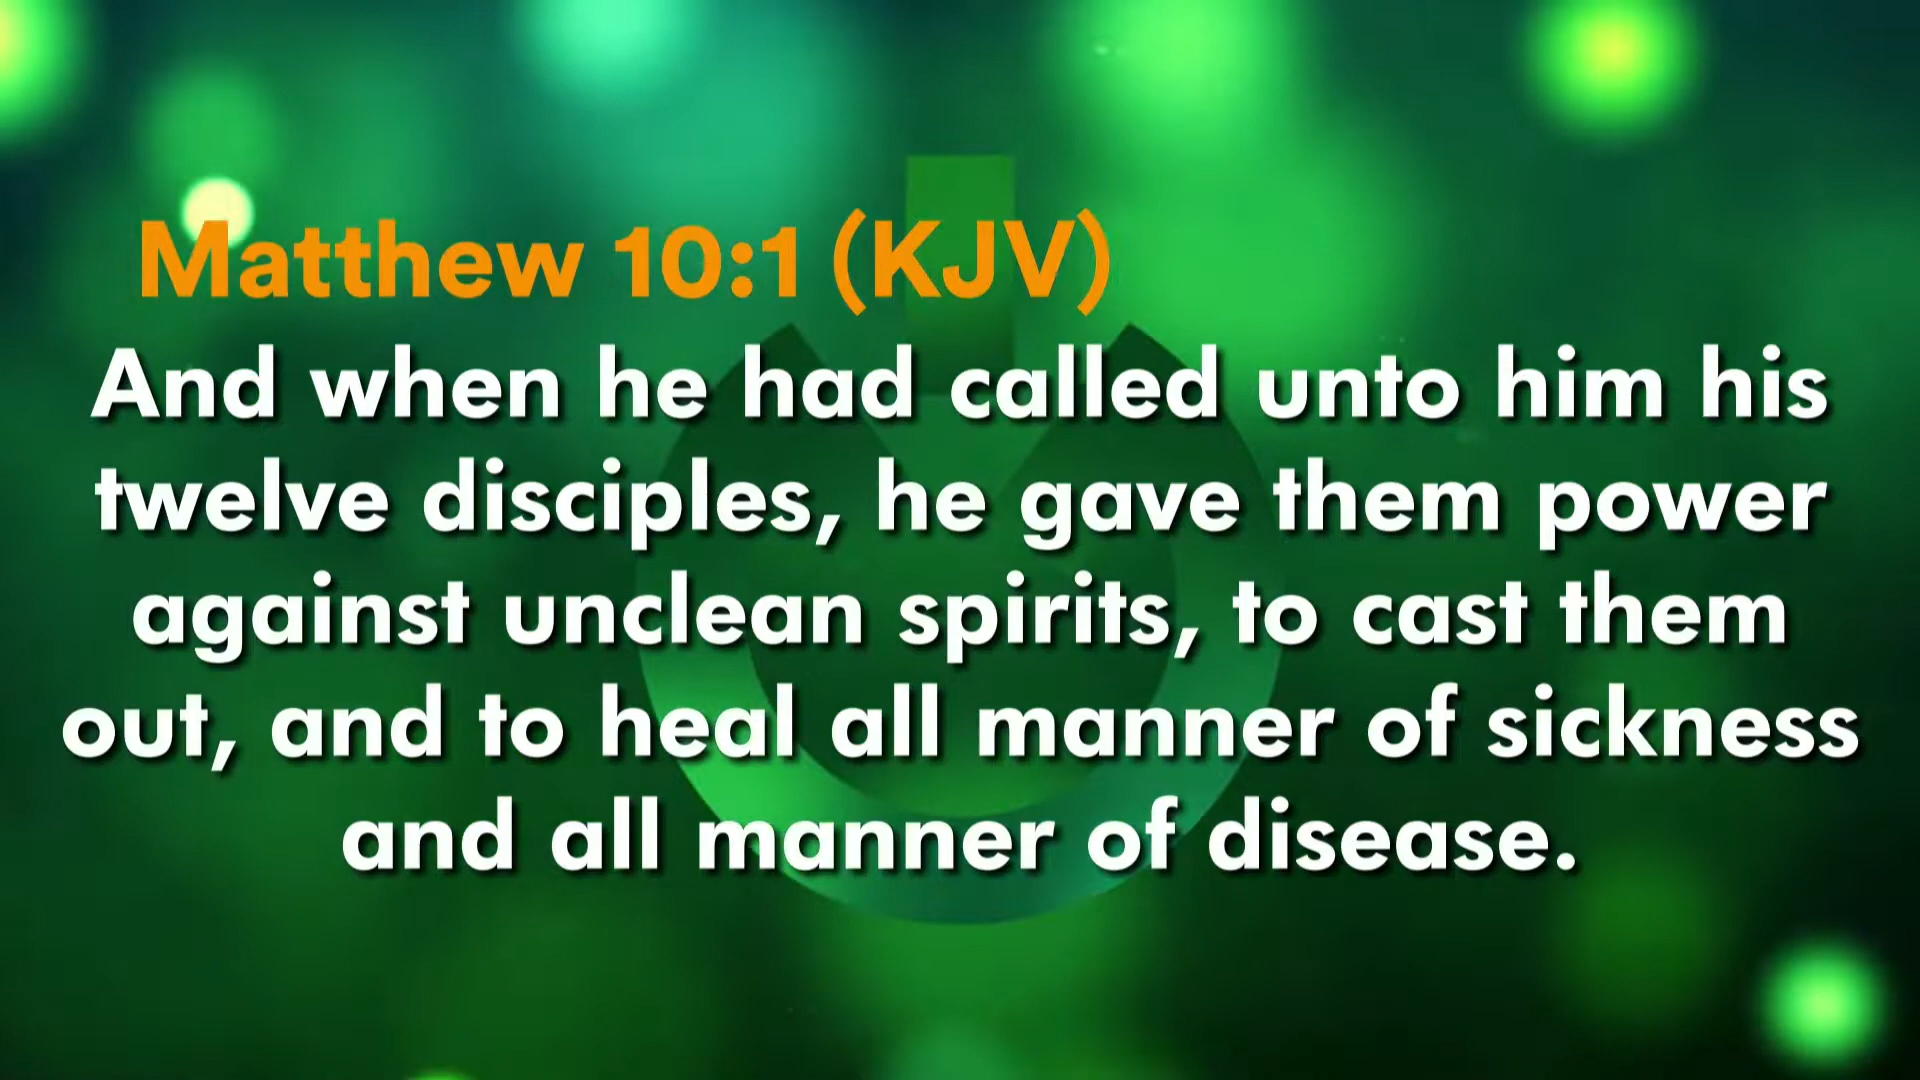 Matthew 10:1 (KJV)
And when he had called unto him his
twelve disciples, he gave them power
against unclean spirits, to cast them
out, and to heal all manner of sickness
and all manner of disease.